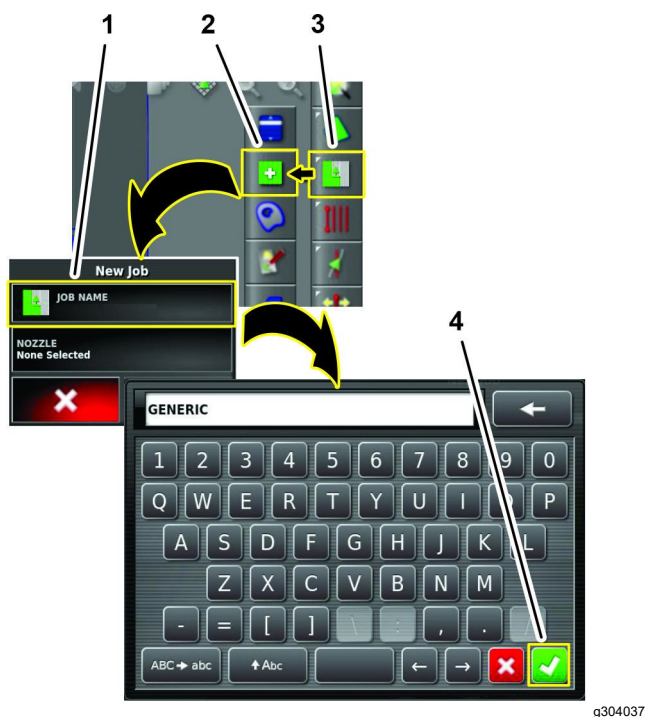 1 2 3
New Job
JOB NAME
NOZZLE
None Selected
4
GENERIC
1 2 3 4 5 6 7 8 9 0
Q W E R T Y U I O P
A S D F G H J K L
Z X C V B N M
- = [ ] \ : , . /
ABC → abc
↑ Abc
← →
g304037